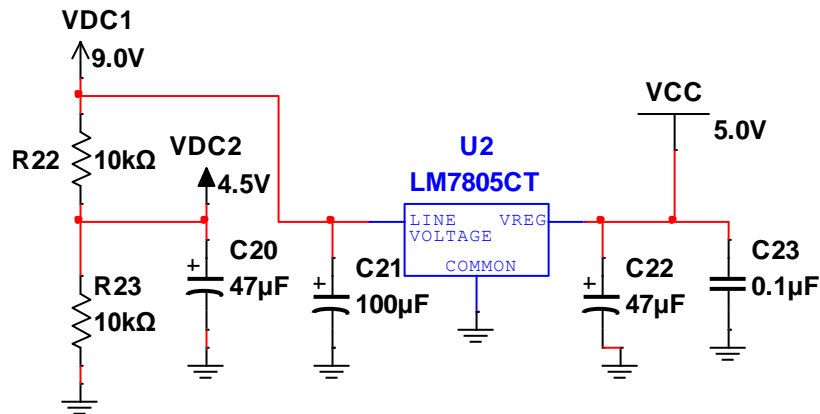 VDC1
9.0V
R22
10kΩ
VDC2
4.5V
R23
10kΩ
C20
47µF
C21
100µF
U2
LM7805CT
LINE VREG
VOLTAGE
COMMON
VCC
5.0V
C22
47µF
C23
0.1µF
+
+
+